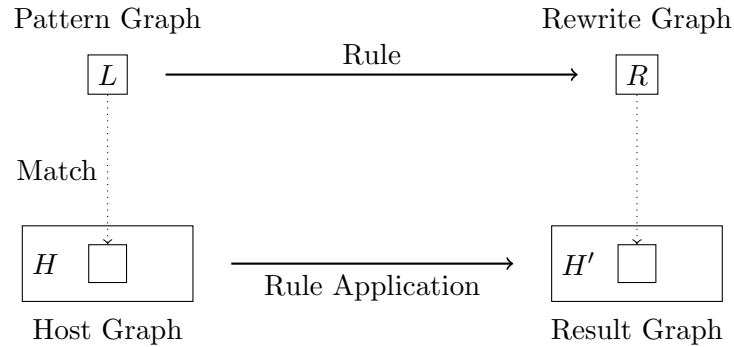 Pattern Graph
Rewrite Graph
L
Rule
R
Match
H
H'
Rule Application
Host Graph
Result Graph